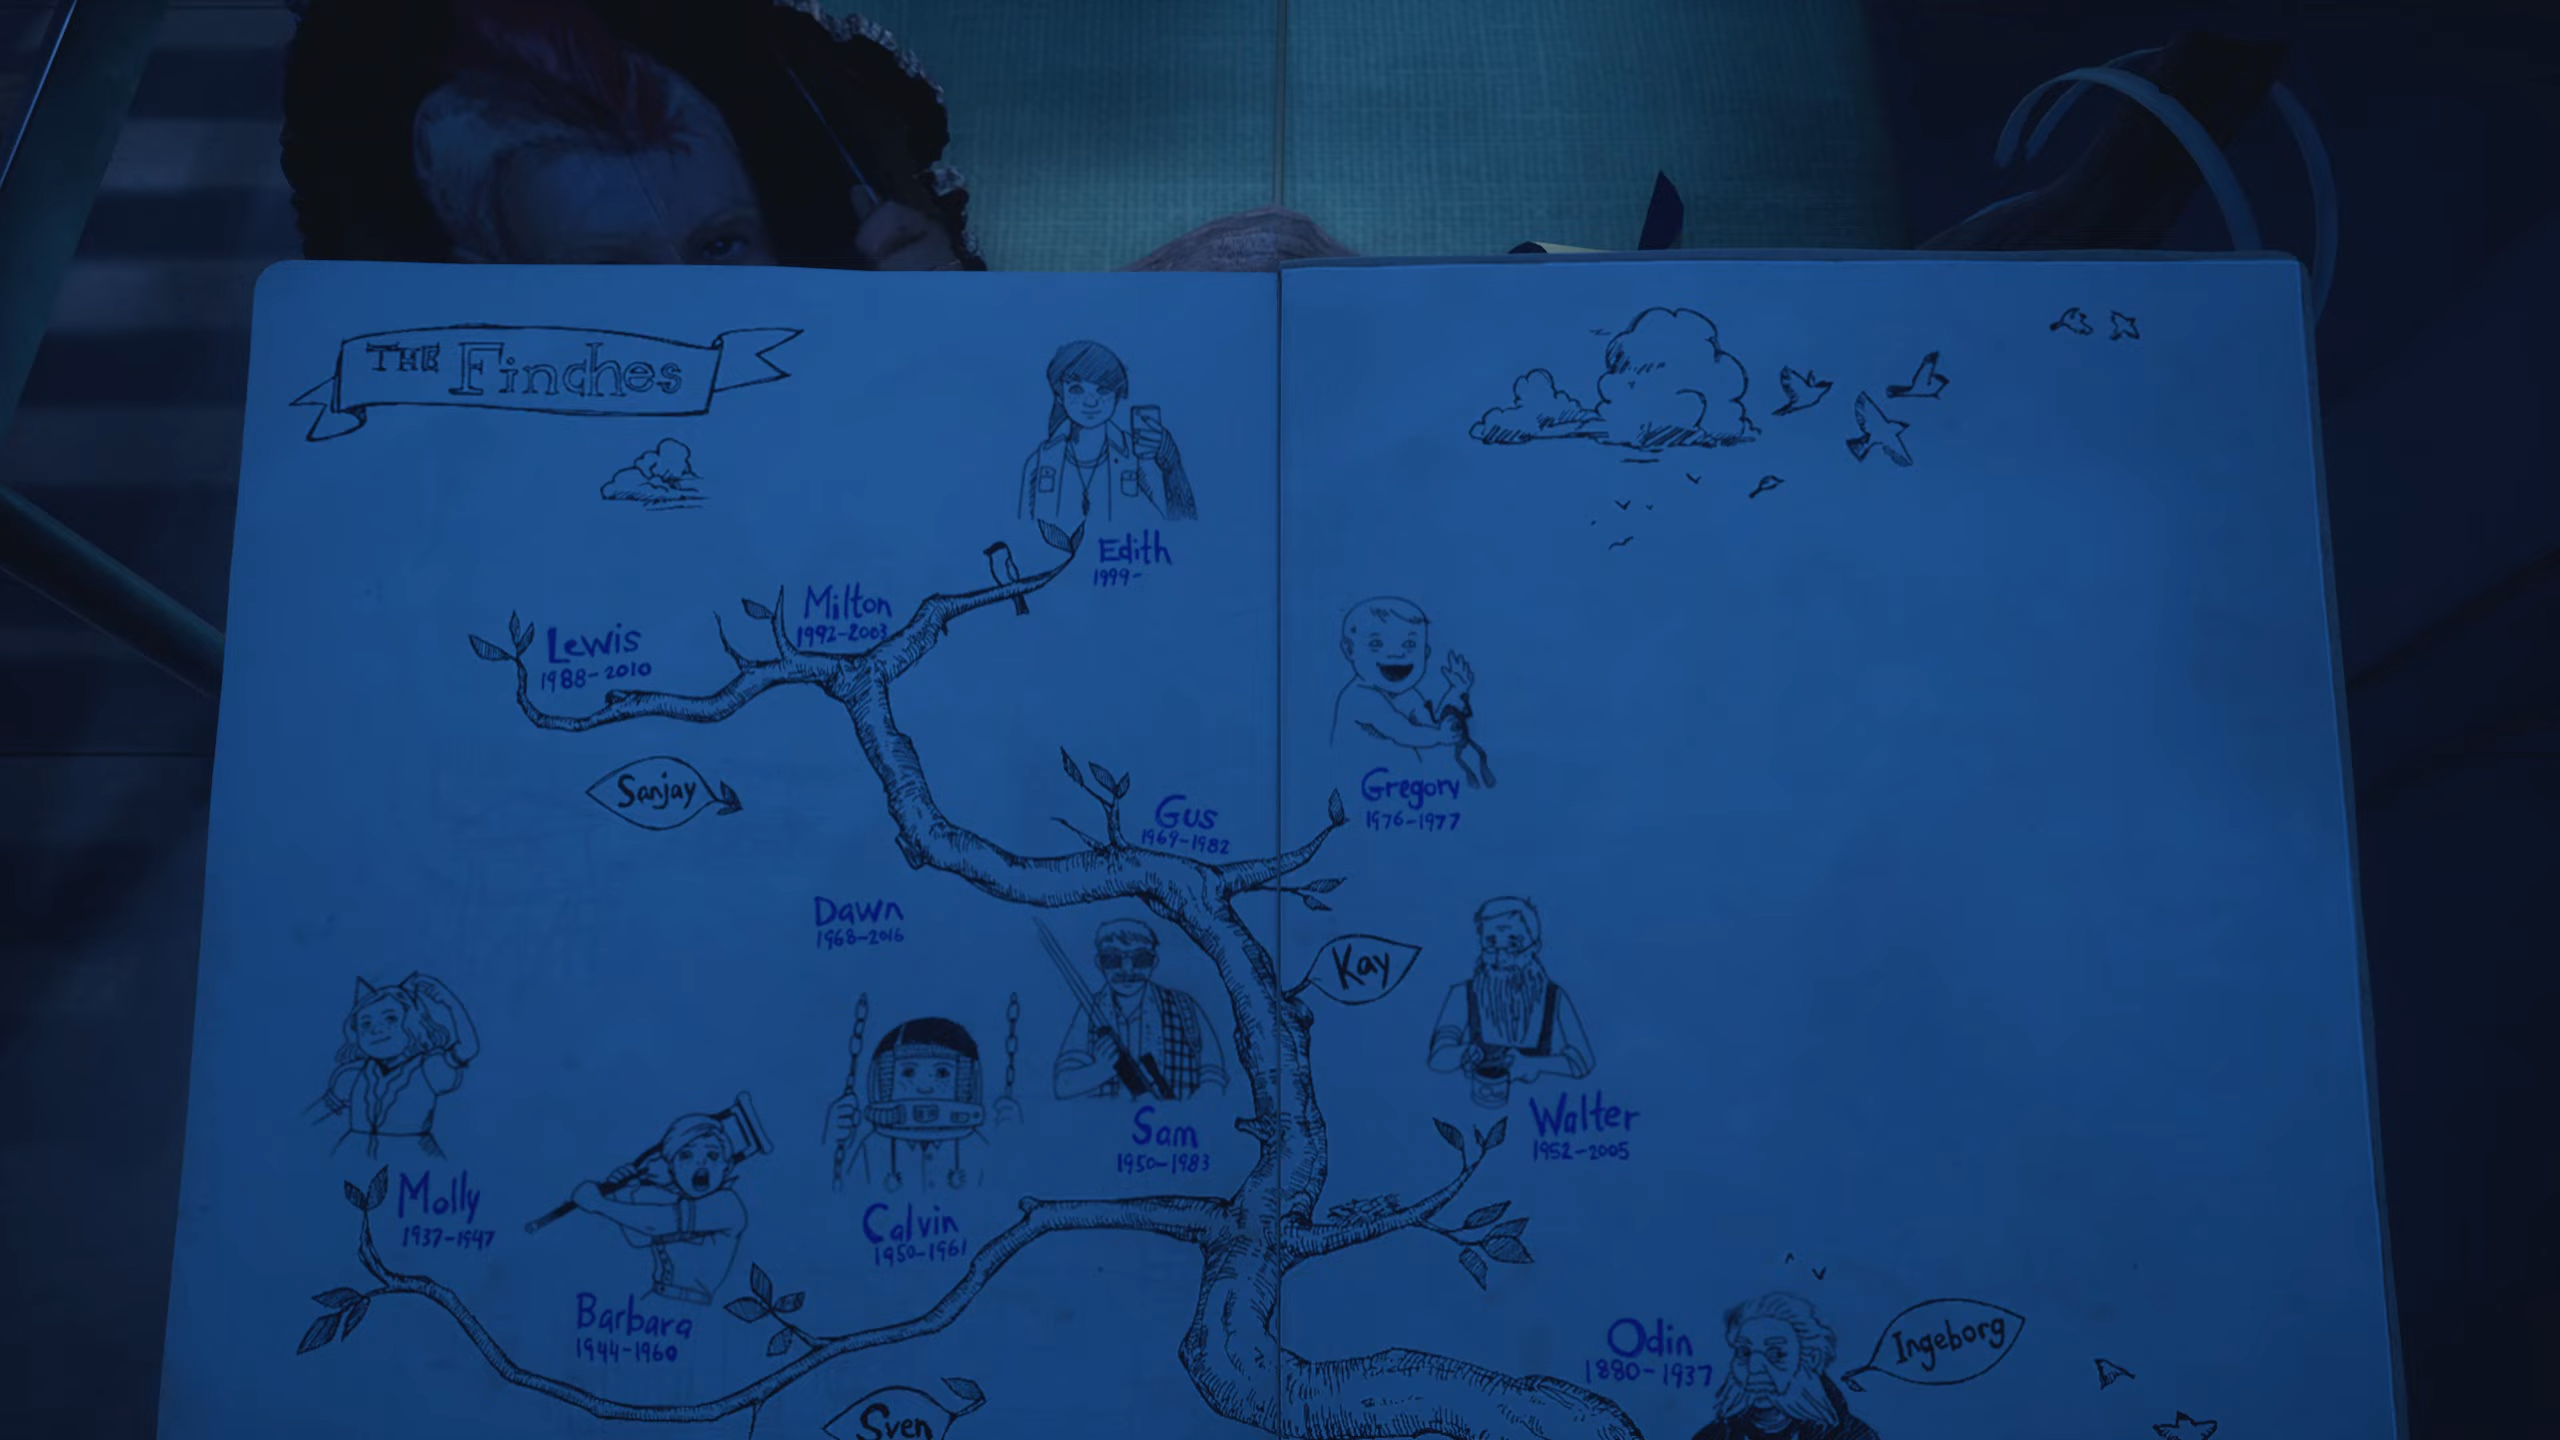 THE Finches
Edith
1999-
Milton
1992-2003
Lewis
1988-2010
Sanjay
Gregory
1976-1977
Gus
1969-1982
Dawn
1968-2016
Kay
Walter
1952-2005
Sam
1950-1983
Calvin
1950-1961
Molly
1937-1947
Barbara
1944-1960
Odin
1880-1937
Ingeborg
Sven